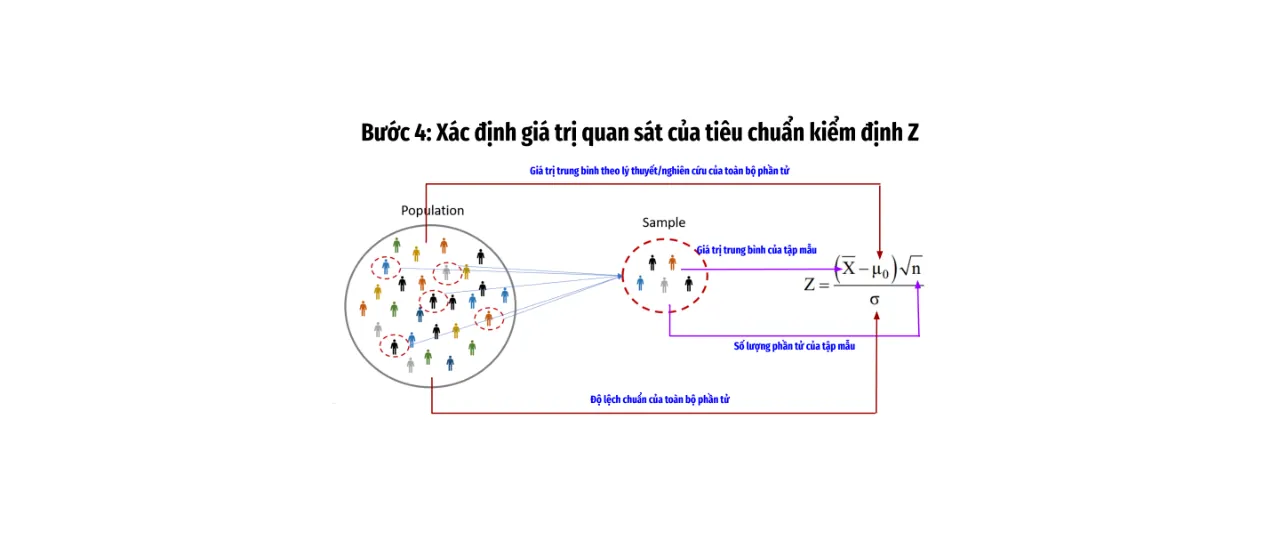 Bước 4: Xác định giá trị quan sát của tiêu chuẩn kiểm định Z
Giá trị trung bình theo lý thuyết/nghiên cứu của toàn bộ phần tử
Population
Sample
Giá trị trung bình của tập mẫu
Z = (X̄ − μ₀)√n / σ
Số lượng phần tử của tập mẫu
Độ lệch chuẩn của toàn bộ phần tử